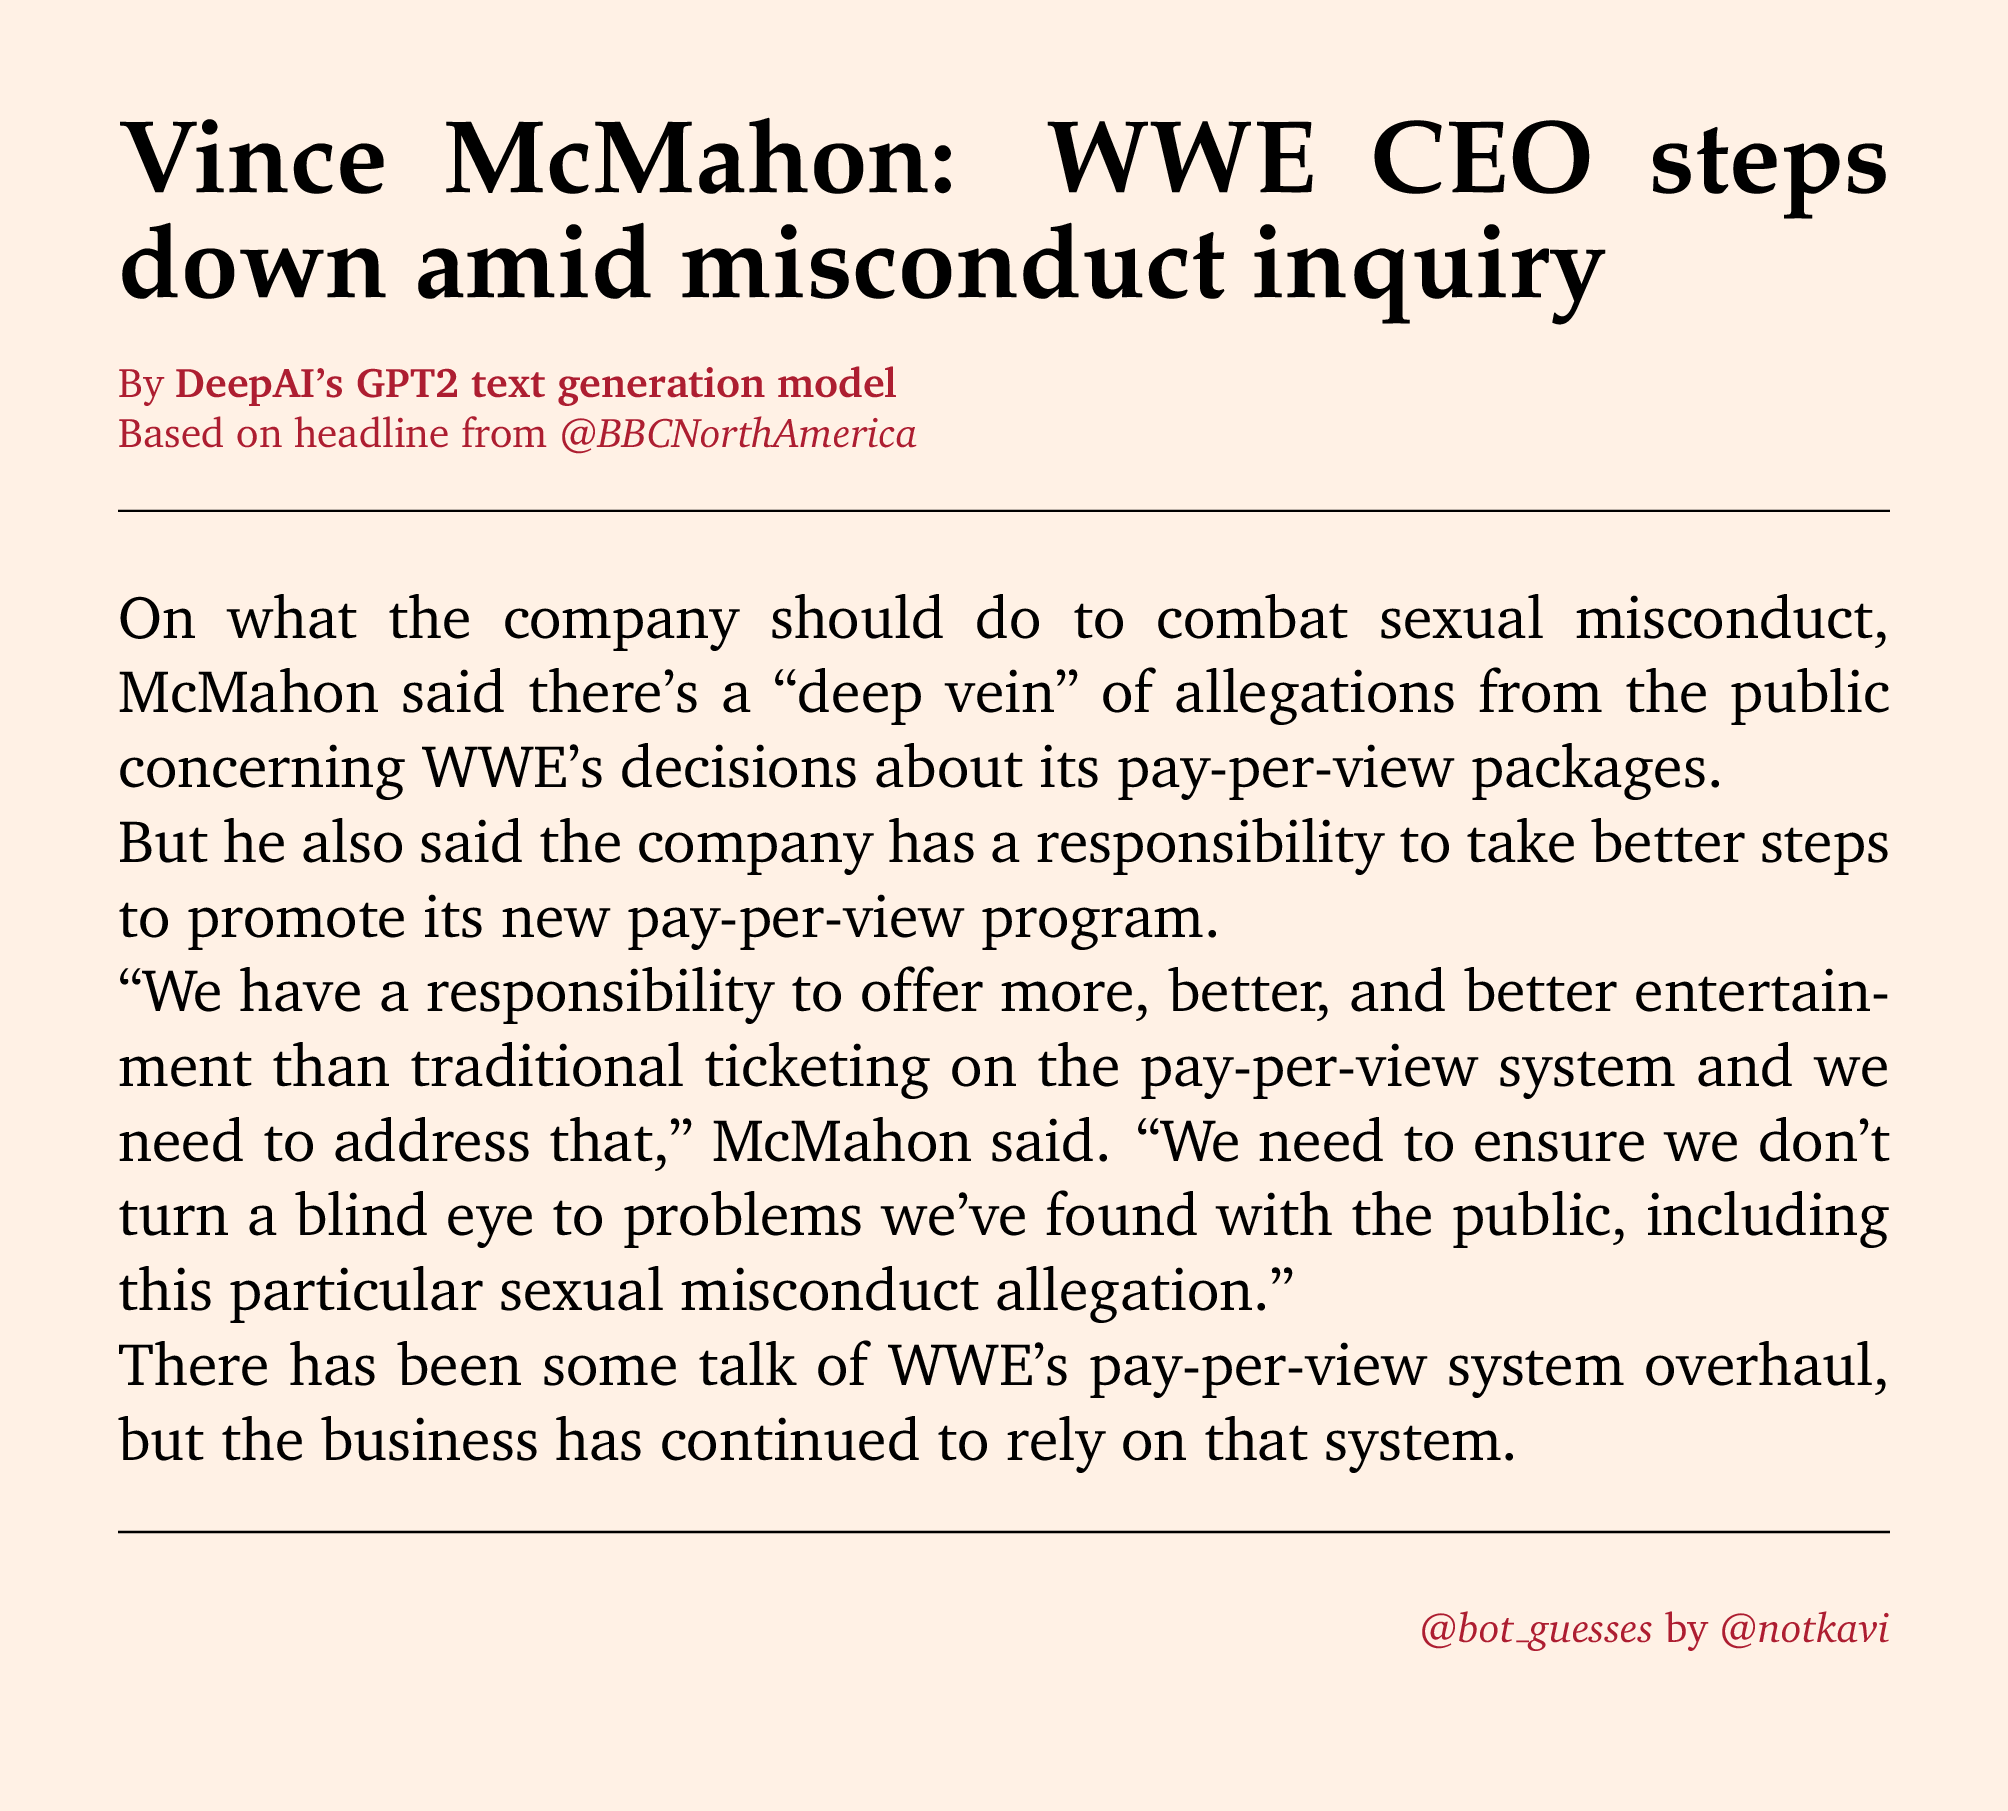 Vince McMahon: WWE CEO steps
down amid misconduct inquiry
By DeepAI’s GPT2 text generation model
Based on headline from @BBCNorthAmerica
On what the company should do to combat sexual misconduct,
McMahon said there’s a “deep vein” of allegations from the public
concerning WWE’s decisions about its pay-per-view packages.
But he also said the company has a responsibility to take better steps
to promote its new pay-per-view program.
“We have a responsibility to offer more, better, and better entertain-
ment than traditional ticketing on the pay-per-view system and we
need to address that,” McMahon said. “We need to ensure we don’t
turn a blind eye to problems we’ve found with the public, including
this particular sexual misconduct allegation.”
There has been some talk of WWE’s pay-per-view system overhaul,
but the business has continued to rely on that system.
@bot_guesses by @notkavi